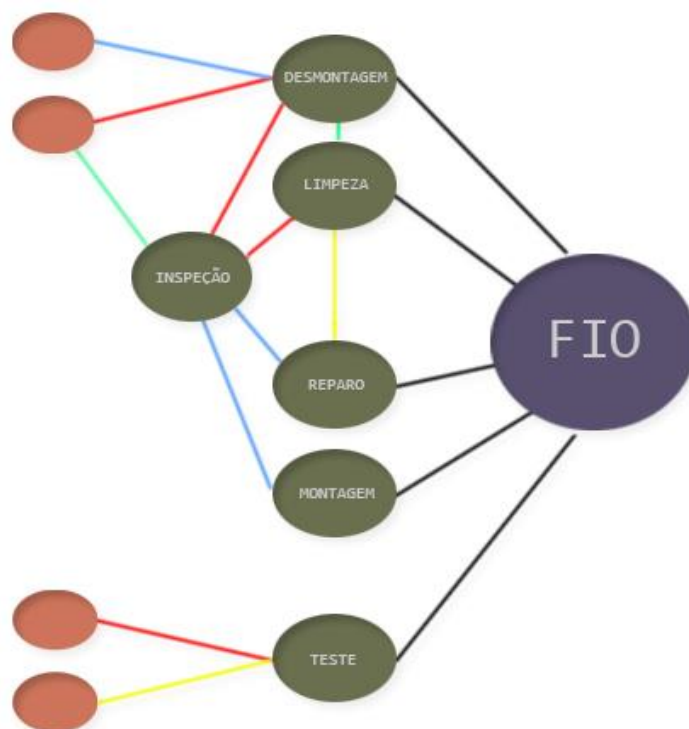 DESMONTAGEM
LIMPEZA
INSPEÇÃO
FIO
REPARO
MONTAGEM
TESTE